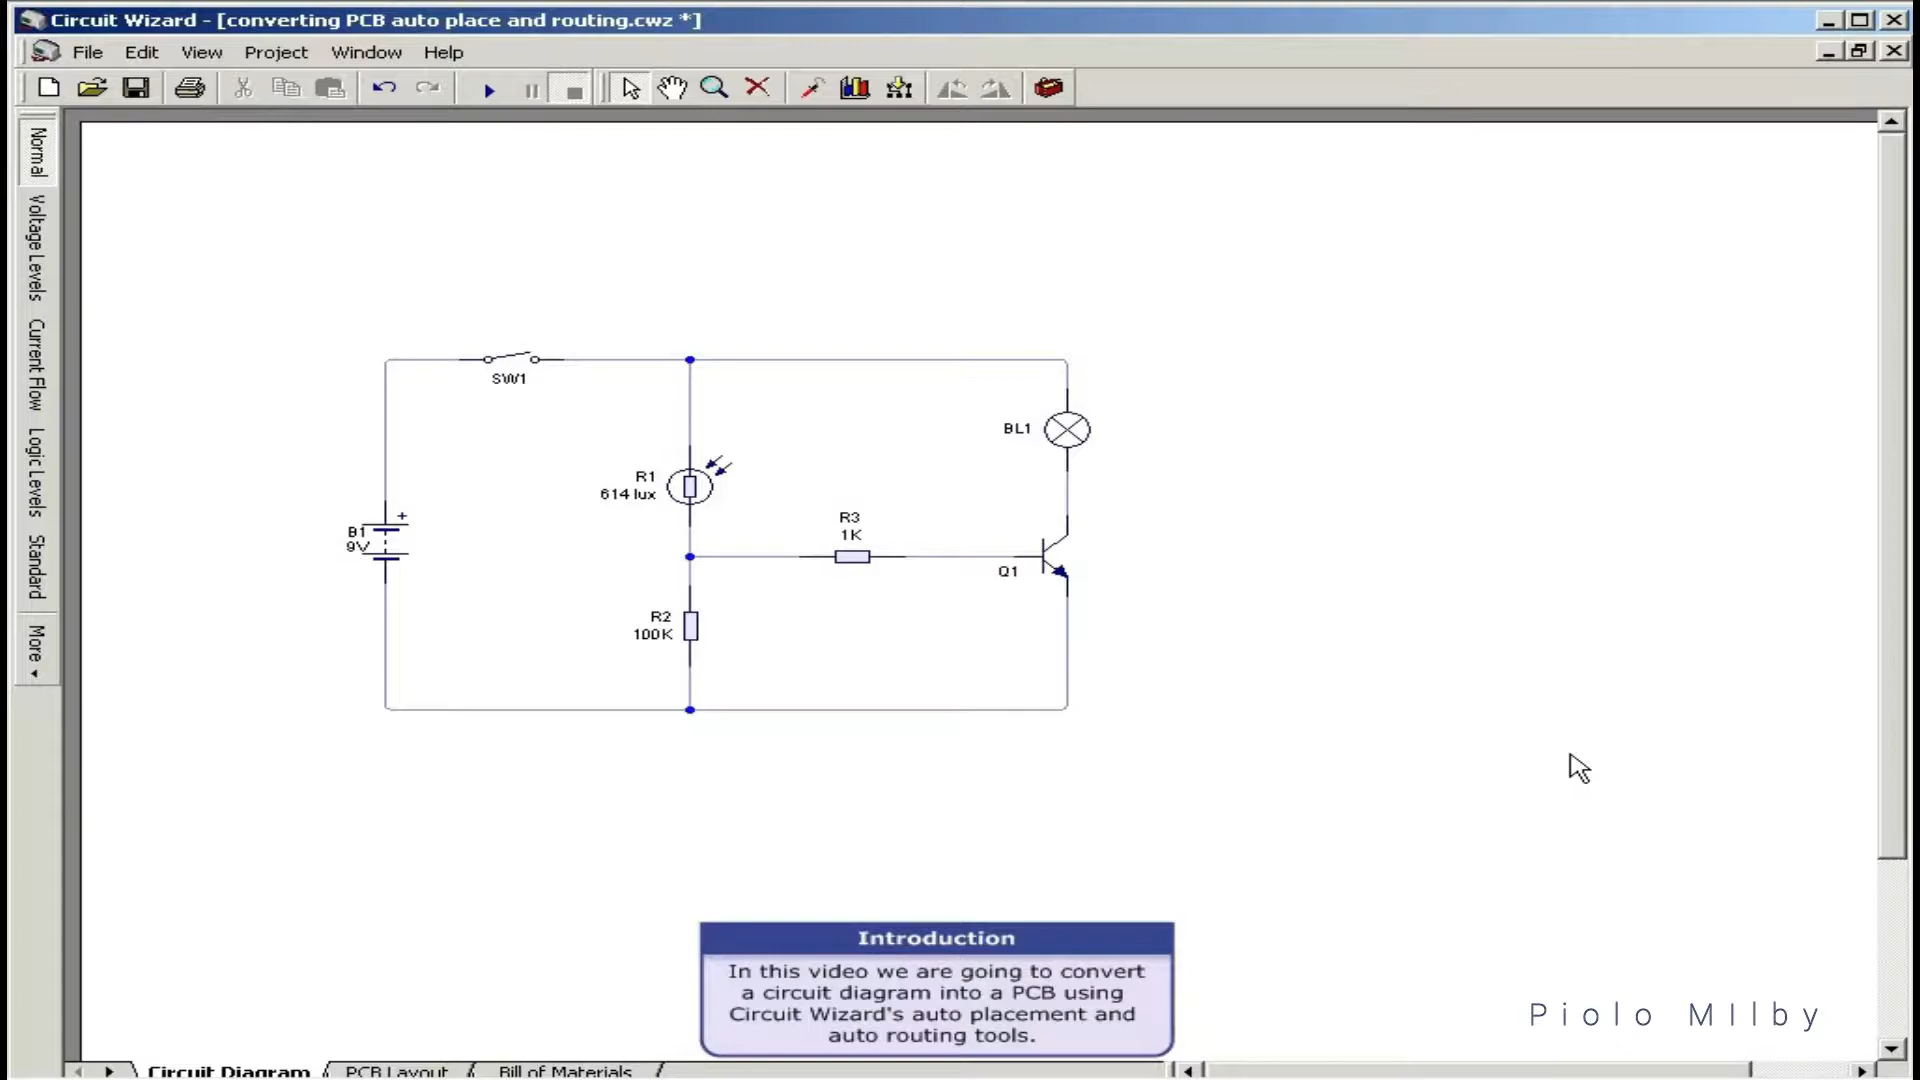 Circuit Wizard - [converting PCB auto place and routing.cwz *]
File Edit View Project Window Help
Normal
Voltage Levels
Current Flow
Logic Levels
Standard
More
SW1
BL1
R1
614 lux
R3
1K
+
B1
9V
Q1
R2
100K
Introduction
In this video we are going to convert
a circuit diagram into a PCB using
Circuit Wizard's auto placement and
auto routing tools.
Piolo MIlby
Circuit Diagram PCB Layout Bill of Materials